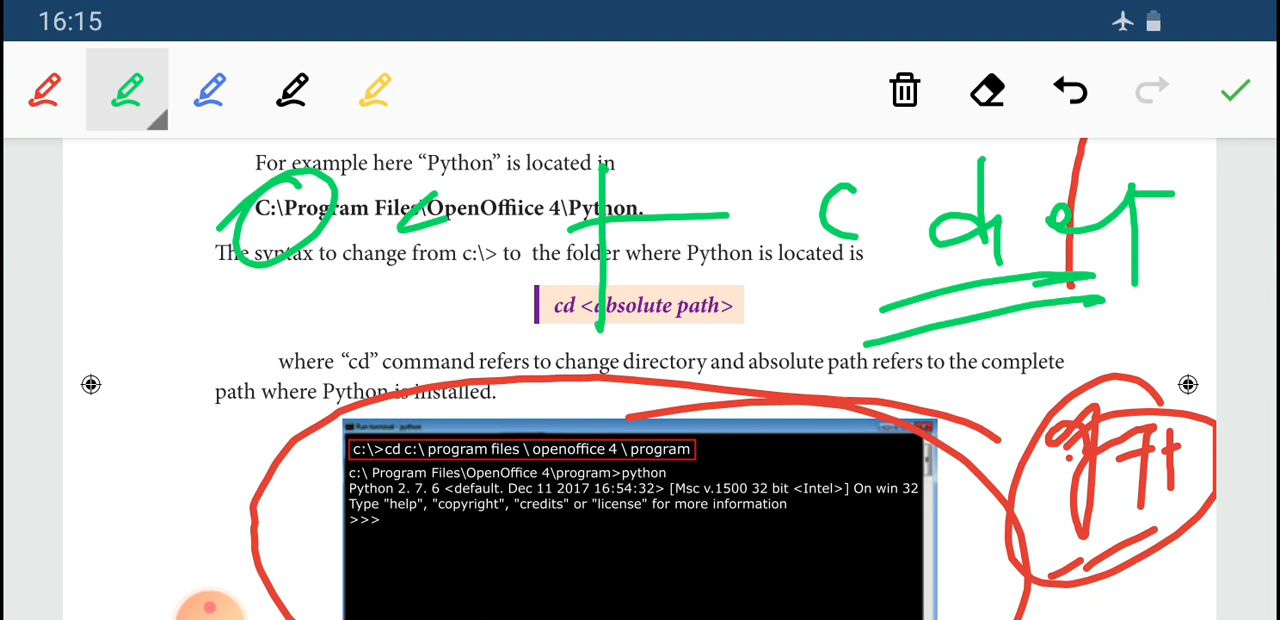 16:15
For example here “Python” is located in
C:\Program Files\OpenOffiice 4\Python.
The syntax to change from c:\> to the folder where Python is located is
cd <absolute path>
where “cd” command refers to change directory and absolute path refers to the complete
path where Python is installed.
Run terminal - python
c:\>cd c:\ program files \ openoffice 4 \ program
c:\ Program Files\OpenOffice 4\program>python
Python 2. 7. 6 <default. Dec 11 2017 16:54:32> [Msc v.1500 32 bit <Intel>] On win 32
Type "help", "copyright", "credits" or "license" for more information
>>>